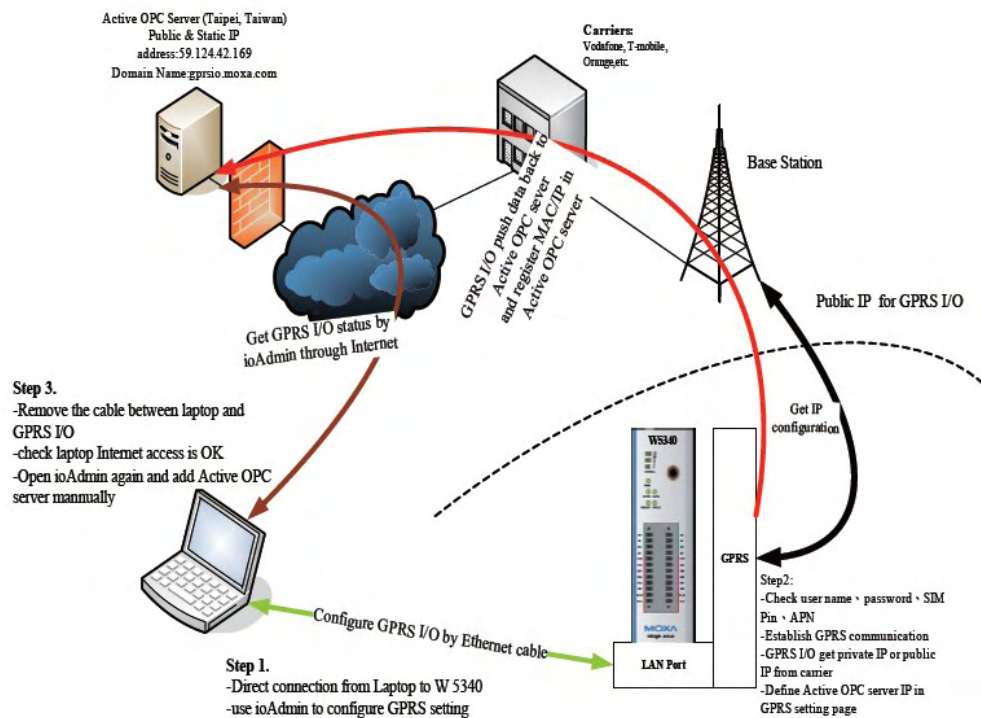 Active OPC Server (Taipei, Taiwan)
Public & Static IP
address:59.124.42.169
Domain Name:gprsio.moxa.com
Carriers:
Vodafone, T-mobile,
Orange,etc.
Base Station
GPRS I/O push data back to
Active OPC sever
and register MAC/IP in
Active OPC server
Public IP for GPRS I/O
Get GPRS I/O status by
ioAdmin through Internet
Step 3.
-Remove the cable between laptop and
GPRS I/O
-check laptop Internet access is OK
-Open ioAdmin again and add Active OPC
server mannually
Get IP
configuration
W5340
MOXA
GPRS
LAN Port
Configure GPRS I/O by Ethernet cable
Step 1.
-Direct connection from Laptop to W 5340
-use ioAdmin to configure GPRS setting
Step2:
-Check user name、password、SIM
Pin、APN
-Establish GPRS communication
-GPRS I/O get private IP or public
IP from carrier
-Define Active OPC server IP in
GPRS setting page